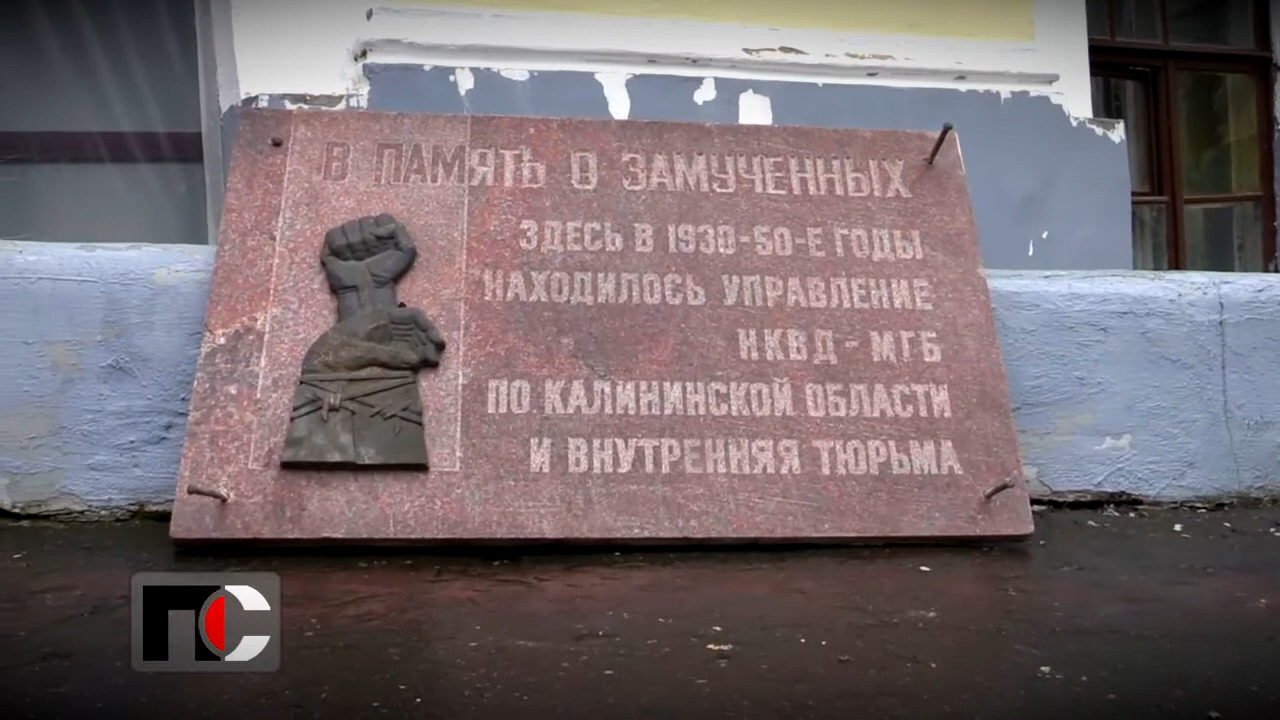 В ПАМЯТЬ О ЗАМУЧЕННЫХ
ЗДЕСЬ В 1930-50-Е ГОДЫ
НАХОДИЛОСЬ УПРАВЛЕНИЕ
НКВД - МГБ
ПО КАЛИНИНСКОЙ ОБЛАСТИ
И ВНУТРЕННЯЯ ТЮРЬМА
ПС